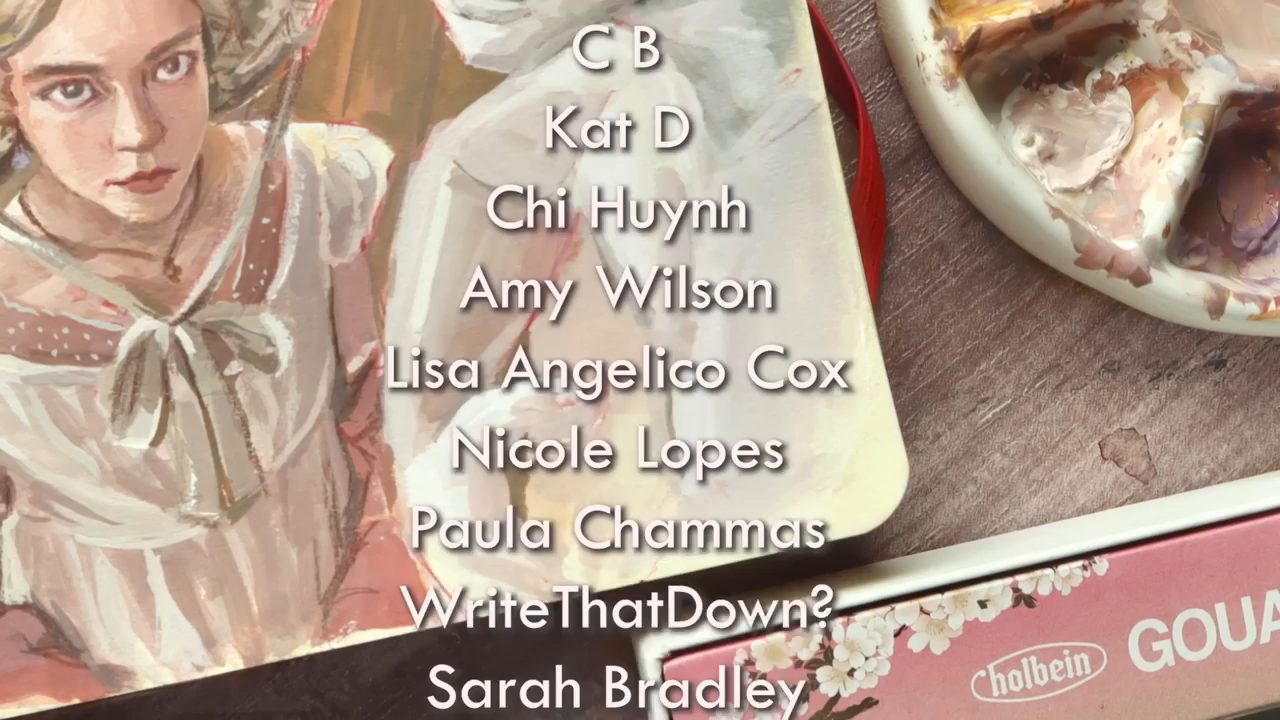 C B
Kat D
Chi Huynh
Amy Wilson
Lisa Angelico Cox
Nicole Lopes
Paula Chammas
WriteThatDown?
Sarah Bradley
holbein
GOUA